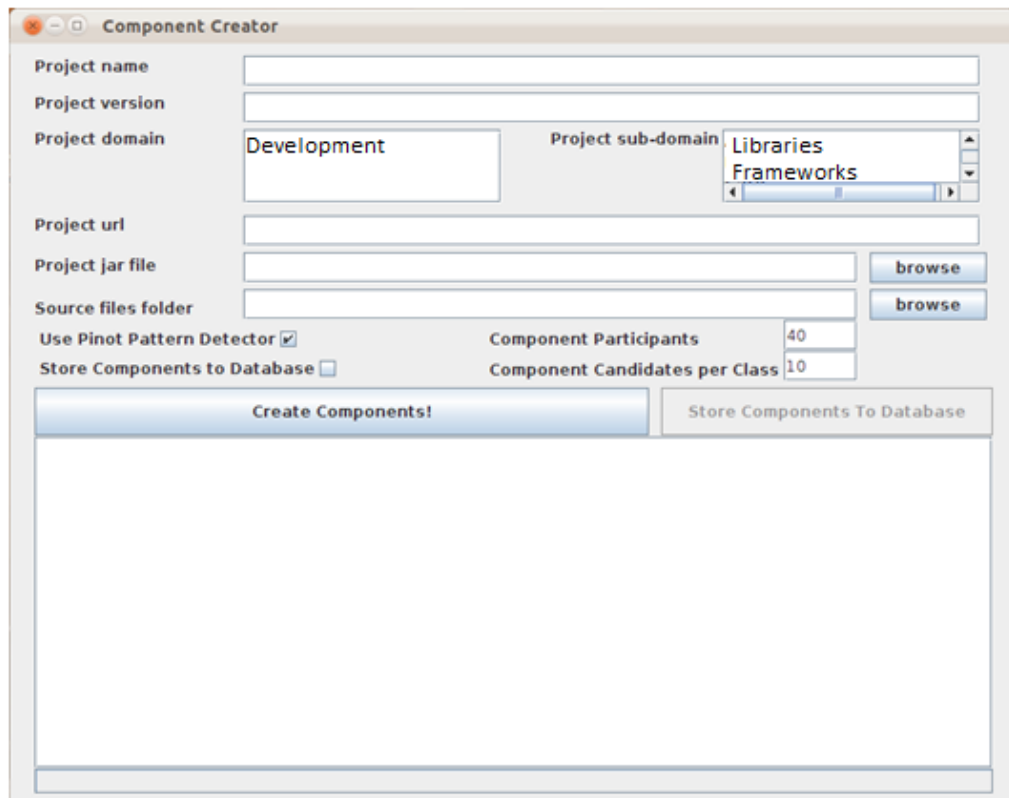 Component Creator
Project name
Project version
Project domain
Development
Project sub-domain
Libraries
Frameworks
Project url
Project jar file
browse
Source files folder
browse
Use Pinot Pattern Detector
Component Participants
40
Store Components to Database
Component Candidates per Class
10
Create Components!
Store Components To Database